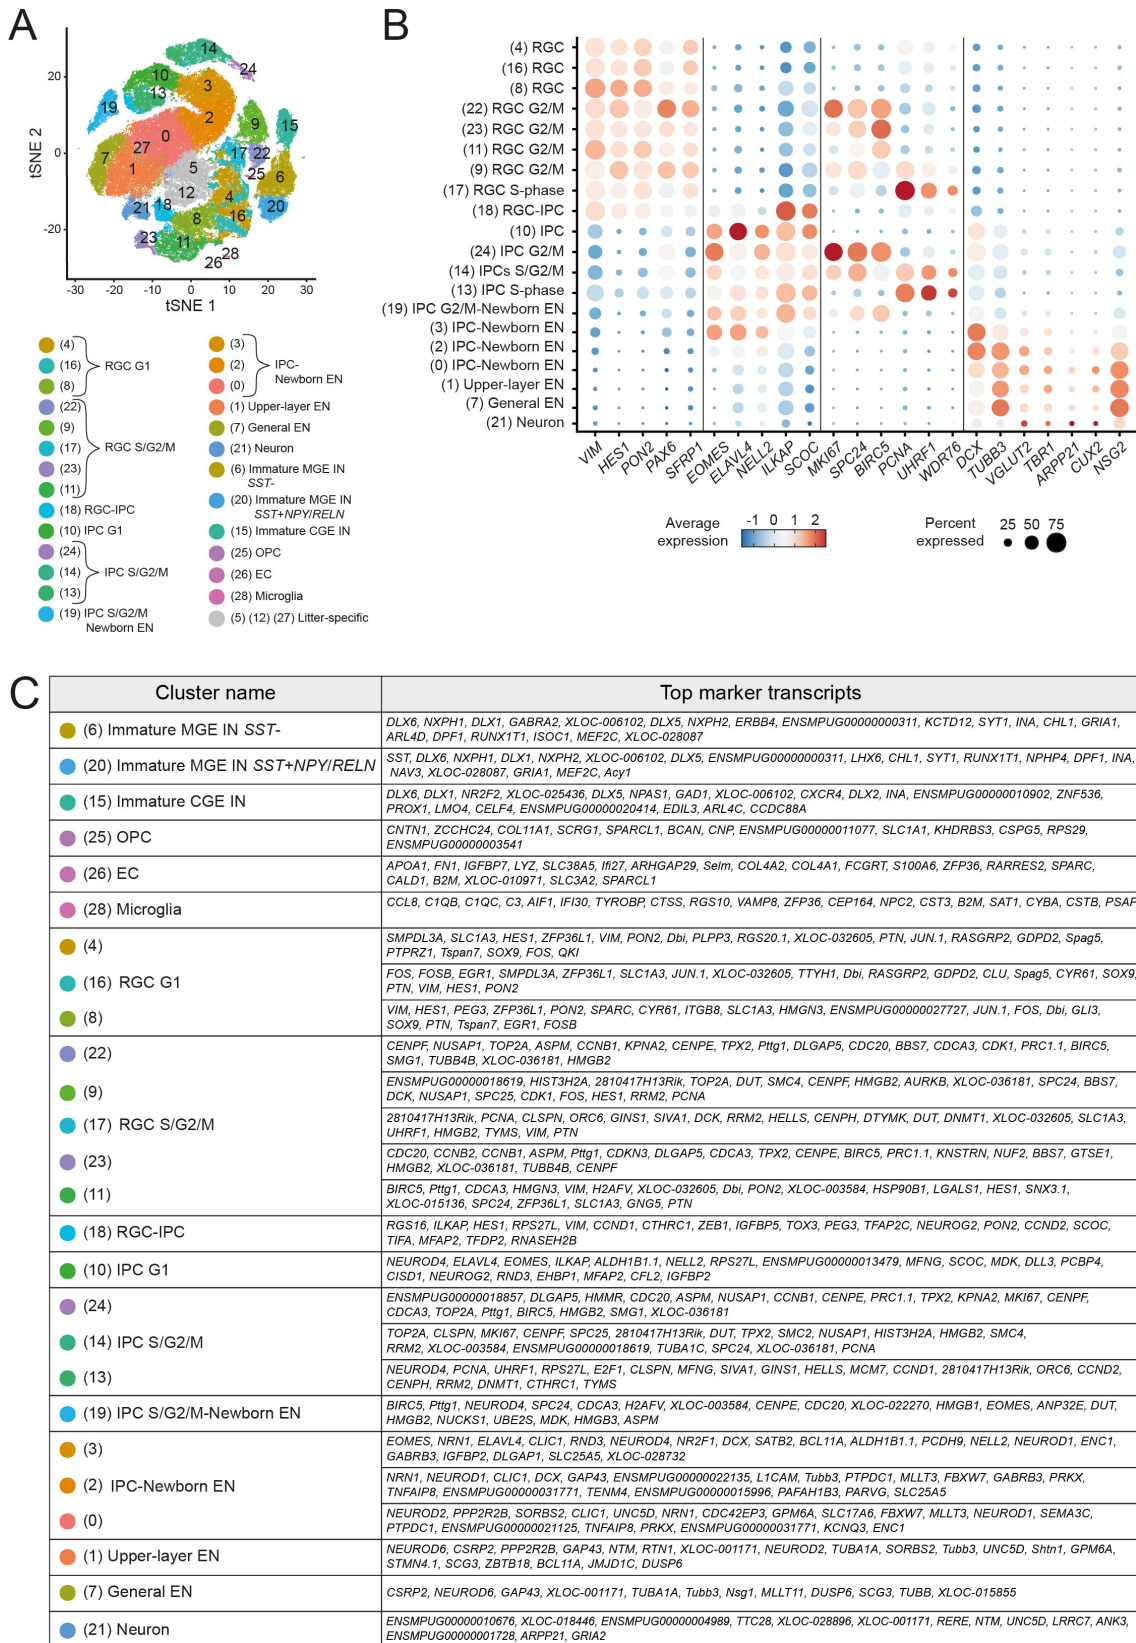 A
B
tSNE 2
20
0
-20
-30
-20
-10
0
10
20
30
tSNE 1
14
24
10
3
13
19
2
9
15
0
27
17
22
7
1
5
25
6
12
4
21
18
20
8
16
23
11
28
26
(4)
(16)
(8)
RGC G1
(22)
(9)
(17)
(23)
(11)
RGC S/G2/M
(18) RGC-IPC
(10) IPC G1
(24)
(14)
(13)
IPC S/G2/M
(19) IPC S/G2/M
Newborn EN
(3)
(2)
(0)
IPC-
Newborn EN
(1) Upper-layer EN
(7) General EN
(21) Neuron
(6) Immature MGE IN
SST-
(20) Immature MGE IN
SST+NPY/RELN
(15) Immature CGE IN
(25) OPC
(26) EC
(28) Microglia
(5) (12) (27) Litter-specific
(4) RGC
(16) RGC
(8) RGC
(22) RGC G2/M
(23) RGC G2/M
(11) RGC G2/M
(9) RGC G2/M
(17) RGC S-phase
(18) RGC-IPC
(10) IPC
(24) IPC G2/M
(14) IPCs S/G2/M
(13) IPC S-phase
(19) IPC G2/M-Newborn EN
(3) IPC-Newborn EN
(2) IPC-Newborn EN
(0) IPC-Newborn EN
(1) Upper-layer EN
(7) General EN
(21) Neuron
VIM
HES1
PON2
PAX6
SFRP1
EOMES
ELAVL4
NELL2
ILKAP
SCOC
MKI67
SPC24
BIRC5
PCNA
UHRF1
WDR76
DCX
TUBB3
VGLUT2
TBR1
ARPP21
CUX2
NSG2
Average
expression
-1 0 1 2
Percent
expressed
25 50 75
C
Cluster name
Top marker transcripts
(6) Immature MGE IN SST-
DLX6, NXPH1, DLX1, GABRA2, XLOC-006102, DLX5, NXPH2, ERBB4, ENSMPUG00000000311, KCTD12, SYT1, INA, CHL1, GRIA1,
ARL4D, DPF1, RUNX1T1, ISOC1, MEF2C, XLOC-028087
(20) Immature MGE IN SST+NPY/RELN
SST, DLX6, NXPH1, DLX1, NXPH2, XLOC-006102, DLX5, ENSMPUG00000000311, LHX6, CHL1, SYT1, RUNX1T1, NPHP4, DPF1, INA,
NAV3, XLOC-028087, GRIA1, MEF2C, Acy1
(15) Immature CGE IN
DLX6, DLX1, NR2F2, XLOC-025436, DLX5, NPAS1, GAD1, XLOC-006102, CXCR4, DLX2, INA, ENSMPUG00000010902, ZNF536,
PROX1, LMO4, CELF4, ENSMPUG00000020414, EDIL3, ARL4C, CCDC88A
(25) OPC
CNTN1, ZCCHC24, COL11A1, SCRG1, SPARCL1, BCAN, CNP, ENSMPUG00000011077, SLC1A1, KHDRBS3, CSPG5, RPS29,
ENSMPUG00000003541
(26) EC
APOA1, FN1, IGFBP7, LYZ, SLC38A5, Ifi27, ARHGAP29, Selm, COL4A2, COL4A1, FCGRT, S100A6, ZFP36, RARRES2, SPARC,
CALD1, B2M, XLOC-010971, SLC3A2, SPARCL1
(28) Microglia
CCL8, C1QB, C1QC, C3, AIF1, IFI30, TYROBP, CTSS, RGS10, VAMP8, ZFP36, CEP164, NPC2, CST3, B2M, SAT1, CYBA, CSTB, PSAP
(4)
SMPDL3A, SLC1A3, HES1, ZFP36L1, VIM, PON2, Dbi, PLPP3, RGS20.1, XLOC-032605, PTN, JUN.1, RASGRP2, GDPD2, Spag5,
PTPRZ1, Tspan7, SOX9, FOS, QKI
(16) RGC G1
FOS, FOSB, EGR1, SMPDL3A, ZFP36L1, SLC1A3, JUN.1, XLOC-032605, TTYH1, Dbi, RASGRP2, GDPD2, CLU, Spag5, CYR61, SOX9,
PTN, VIM, HES1, PON2
(8)
VIM, HES1, PEG3, ZFP36L1, PON2, SPARC, CYR61, ITGB8, SLC1A3, HMGN3, ENSMPUG00000027727, JUN.1, FOS, Dbi, GLI3,
SOX9, PTN, Tspan7, EGR1, FOSB
(22)
CENPF, NUSAP1, TOP2A, ASPM, CCNB1, KPNA2, CENPE, TPX2, Pttg1, DLGAP5, CDC20, BBS7, CDCA3, CDK1, PRC1.1, BIRC5,
SMG1, TUBB4B, XLOC-036181, HMGB2
(9)
ENSMPUG00000018619, HIST3H2A, 2810417H13Rik, TOP2A, DUT, SMC4, CENPF, HMGB2, AURKB, XLOC-036181, SPC24, BBS7,
DCK, NUSAP1, SPC25, CDK1, FOS, HES1, RRM2, PCNA
(17) RGC S/G2/M
2810417H13Rik, PCNA, CLSPN, ORC6, GINS1, SIVA1, DCK, RRM2, HELLS, CENPH, DTYMK, DUT, DNMT1, XLOC-032605, SLC1A3,
UHRF1, HMGB2, TYMS, VIM, PTN
(23)
CDC20, CCNB2, CCNB1, ASPM, Pttg1, CDKN3, DLGAP5, CDCA3, TPX2, CENPE, BIRC5, PRC1.1, KNSTRN, NUF2, BBS7, GTSE1,
HMGB2, XLOC-036181, TUBB4B, CENPF
(11)
BIRC5, Pttg1, CDCA3, HMGN3, VIM, H2AFV, XLOC-032605, Dbi, PON2, XLOC-003584, HSP90B1, LGALS1, HES1, SNX3.1,
XLOC-015136, SPC24, ZFP36L1, SLC1A3, GNG5, PTN
(18) RGC-IPC
RGS16, ILKAP, HES1, RPS27L, VIM, CCND1, CTHRC1, ZEB1, IGFBP5, TOX3, PEG3, TFAP2C, NEUROG2, PON2, CCND2, SCOC,
TIFA, MFAP2, TFDP2, RNASEH2B
(10) IPC G1
NEUROD4, ELAVL4, EOMES, ILKAP, ALDH1B1.1, NELL2, RPS27L, ENSMPUG00000013479, MFNG, SCOC, MDK, DLL3, PCBP4,
CISD1, NEUROG2, RND3, EHBP1, MFAP2, CFL2, IGFBP2
(24)
ENSMPUG00000018857, DLGAP5, HMMR, CDC20, ASPM, NUSAP1, CCNB1, CENPE, PRC1.1, TPX2, KPNA2, MKI67, CENPF,
CDCA3, TOP2A, Pttg1, BIRC5, HMGB2, SMG1, XLOC-036181
(14) IPC S/G2/M
TOP2A, CLSPN, MKI67, CENPF, SPC25, 2810417H13Rik, DUT, TPX2, SMC2, NUSAP1, HIST3H2A, HMGB2, SMC4,
RRM2, XLOC-003584, ENSMPUG00000018619, TUBA1C, SPC24, XLOC-036181, PCNA
(13)
NEUROD4, PCNA, UHRF1, RPS27L, E2F1, CLSPN, MFNG, SIVA1, GINS1, HELLS, MCM7, CCND1, 2810417H13Rik, ORC6, CCND2,
CENPH, RRM2, DNMT1, CTHRC1, TYMS
(19) IPC S/G2/M-Newborn EN
BIRC5, Pttg1, NEUROD4, SPC24, CDCA3, H2AFV, XLOC-003584, CENPE, CDC20, XLOC-022270, HMGB1, EOMES, ANP32E, DUT,
HMGB2, NUCKS1, UBE2S, MDK, HMGB3, ASPM
(3)
EOMES, NRN1, ELAVL4, CLIC1, RND3, NEUROD4, NR2F1, DCX, SATB2, BCL11A, ALDH1B1.1, PCDH9, NELL2, NEUROD1, ENC1,
GABRB3, IGFBP2, DLGAP1, SLC25A5, XLOC-028732
(2) IPC-Newborn EN
NRN1, NEUROD1, CLIC1, DCX, GAP43, ENSMPUG00000022135, L1CAM, Tubb3, PTPDC1, MLLT3, FBXW7, GABRB3, PRKX,
TNFAIP8, ENSMPUG00000031771, TENM4, ENSMPUG00000015996, PAFAH1B3, PARVG, SLC25A5
(0)
NEUROD2, PPP2R2B, SORBS2, CLIC1, UNC5D, NRN1, CDC42EP3, GPM6A, SLC17A6, FBXW7, MLLT3, NEUROD1, SEMA3C,
PTPDC1, ENSMPUG00000021125, TNFAIP8, PRKX, ENSMPUG00000031771, KCNQ3, ENC1
(1) Upper-layer EN
NEUROD6, CSRP2, PPP2R2B, GAP43, NTM, RTN1, XLOC-001171, NEUROD2, TUBA1A, SORBS2, Tubb3, UNC5D, Shtn1, GPM6A,
STMN4.1, SCG3, ZBTB18, BCL11A, JMJD1C, DUSP6
(7) General EN
CSRP2, NEUROD6, GAP43, XLOC-001171, TUBA1A, Tubb3, Nsg1, MLLT11, DUSP6, SCG3, TUBB, XLOC-015855
(21) Neuron
ENSMPUG00000010676, XLOC-018446, ENSMPUG00000004989, TTC28, XLOC-028896, XLOC-001171, RERE, NTM, UNC5D, LRRC7, ANK3,
ENSMPUG00000001728, ARPP21, GRIA2